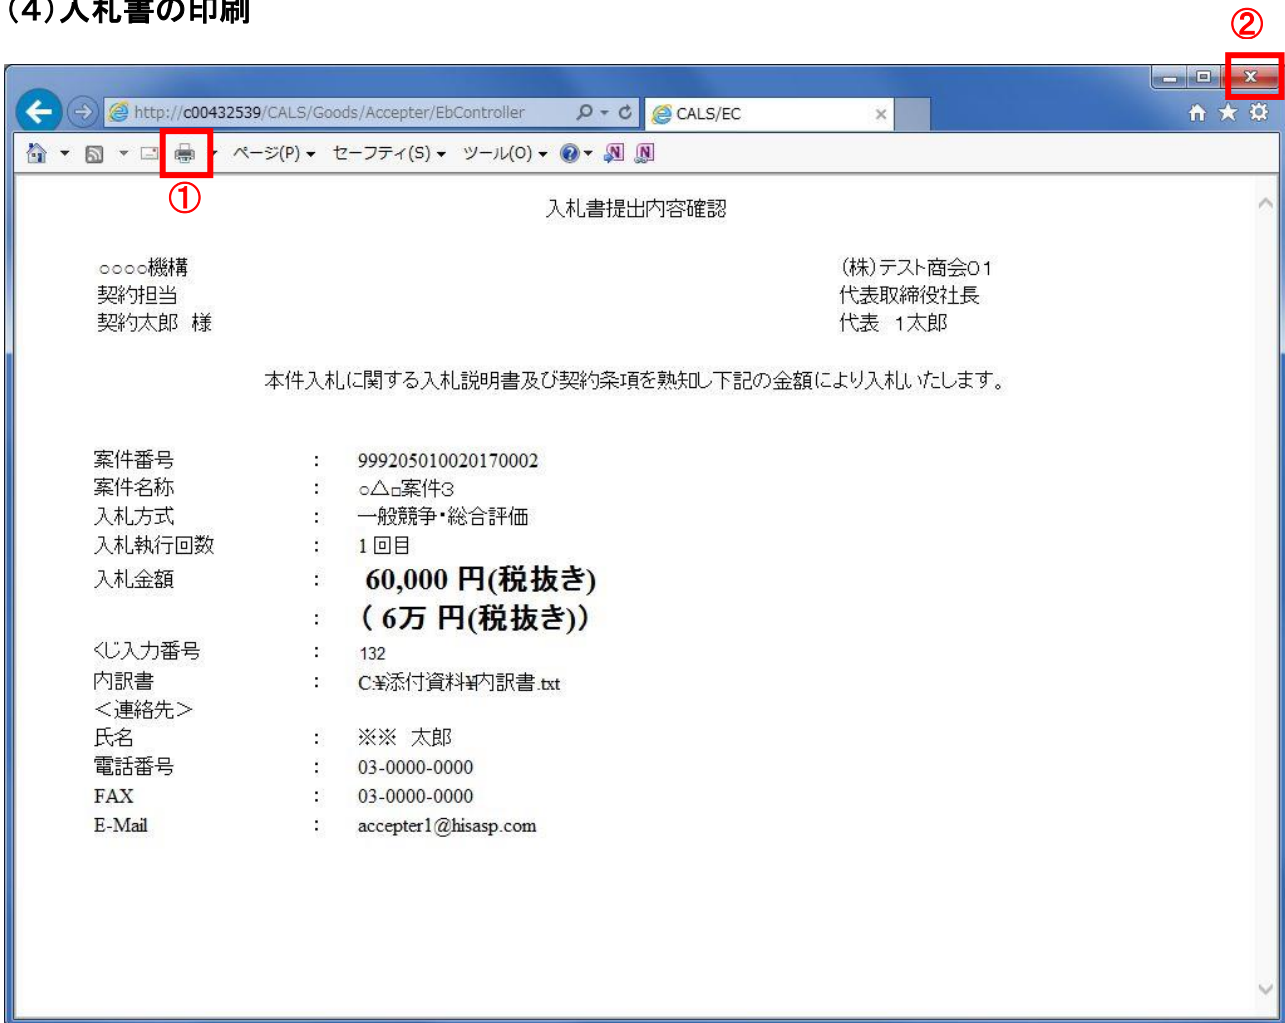 (4)入札書の印刷
②
http://c00432539/CALS/Goods/Accepter/EbController
CALS/EC
ページ(P) セーフティ(S) ツール(O)
①
入札書提出内容確認
○○○○機構
契約担当
契約太郎 様
(株)テスト商会01
代表取締役社長
代表 1太郎
本件入札に関する入札説明書及び契約条項を熟知し下記の金額により入札いたします。
案件番号 : 999205010020170002
案件名称 : ○△□案件3
入札方式 : 一般競争・総合評価
入札執行回数 : 1 回目
入札金額 : 60,000 円(税抜き)
: ( 6万 円(税抜き))
くじ入力番号 : 132
内訳書 : C:¥添付資料¥内訳書.txt
<連絡先>
氏名 : ※※ 太郎
電話番号 : 03-0000-0000
FAX : 03-0000-0000
E-Mail : accepter1@hisasp.com